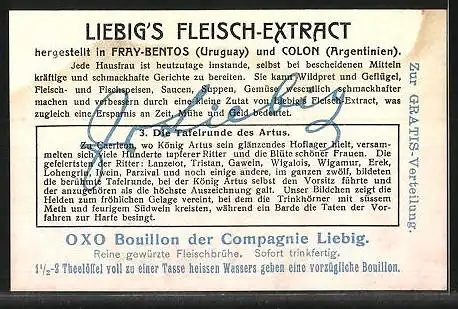 LIEBIG'S FLEISCH-EXTRACT
hergestellt in FRAY-BENTOS (Uruguay) und COLON (Argentinien).
Jede Hausfrau ist heutzutage imstande, selbst bei bescheidenen Mitteln
kräftige und schmackhafte Gerichte zu bereiten. Sie kann Wildpret und Geflügel,
Fleisch- und Fischspeisen, Saucen, Suppen, Gemüse wesentlich schmackhafter
machen und würzen durch eine kleine Zutat von Liebigs Fleisch-Extract, was
zugleich eine Ersparnis an Zeit, Mühe und Geld bedeutet.
3. Die Tafelrunde des Artus.
Zu Caerleon, wo König Artus sein glänzendes Hoflager hielt, versam-
melten sich viele Hunderte tapferer Ritter und die Blüte schöner Frauen. Die
gefeiertsten der Ritter: Lanzelot, Tristan, Gawein, Wigalois, Wigamur, Erek,
Lohengrin, Iwein, Parzival und noch einige andere, im ganzen zwölf, bildeten
die berühmte Tafelrunde, bei der König Artus selbst den Vorsitz führte und
der anzugehören als die höchste Auszeichnung galt. Unser Bildchen zeigt die
Helden zum fröhlichen Gelage vereint, bei dem die Trinkhörner mit süssem
Meth und feurigem Südwein kreisten, während ein Barde die Taten der Vor-
fahren zur Harfe besingt.
OXO Bouillon der Compagnie Liebig.
Reine gewürzte Fleischbrühe. Sofort trinkfertig.
1½-2 Theelöffel voll zu einer Tasse heissen Wassers geben eine vorzügliche Bouillon.
Zur GRATIS-Verteilung.
J v Liebig